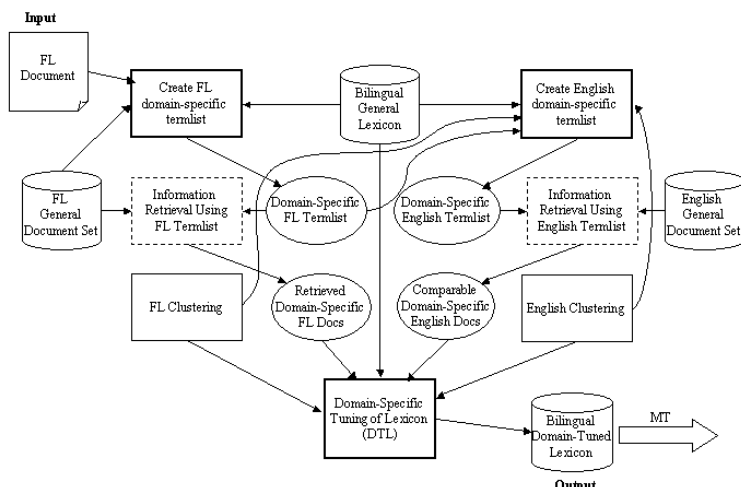 Input
FL
Document
Create FL
domain-specific
termlist
Bilingual
General
Lexicon
Create English
domain-specific
termlist
FL
General
Document Set
Information
Retrieval Using
FL Termlist
Domain-Specific
FL Termlist
Domain-Specific
English Termlist
Information
Retrieval Using
English Termlist
English
General
Document Set
FL Clustering
Retrieved
Domain-Specific
FL Docs
Comparable
Domain-Specific
English Docs
English Clustering
Domain-Specific
Tuning of Lexicon
(DTL)
Bilingual
Domain-Tuned
Lexicon
MT
Output